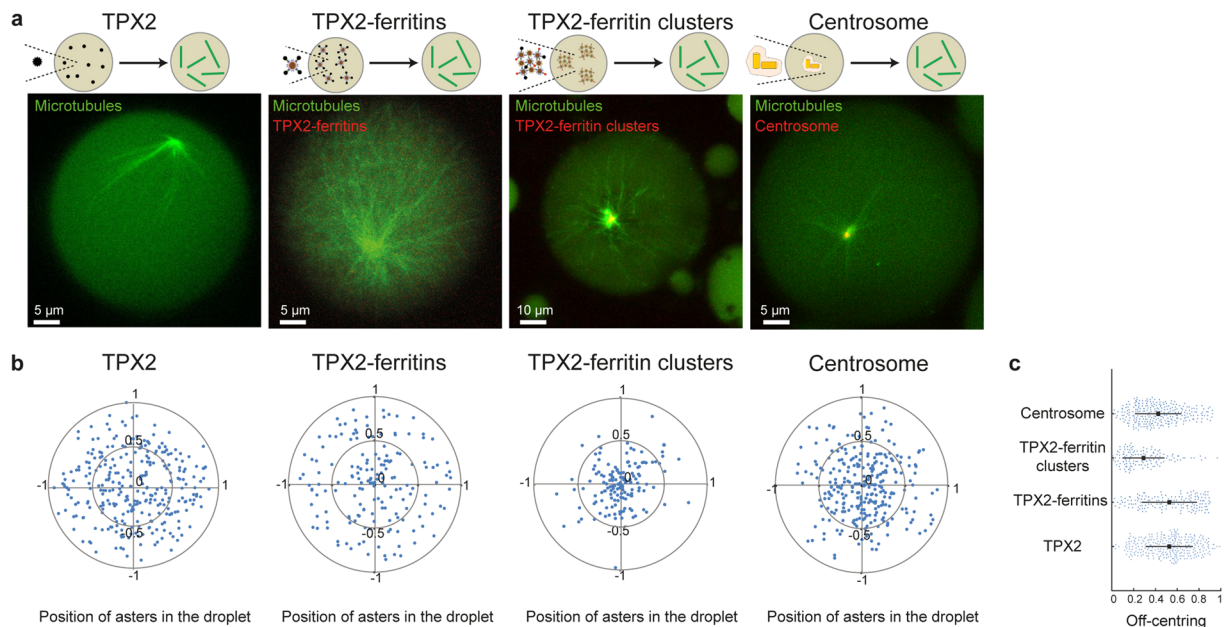 a
TPX2
TPX2-ferritins
TPX2-ferritin clusters
Centrosome
Microtubules
5 µm
Microtubules
TPX2-ferritins
5 µm
Microtubules
TPX2-ferritin clusters
10 µm
Microtubules
Centrosome
5 µm
b
TPX2
1
0.5
0
-1
1
-0.5
-1
Position of asters in the droplet
TPX2-ferritins
1
0.5
0
-1
1
-0.5
-1
Position of asters in the droplet
TPX2-ferritin clusters
1
0.5
0
-1
1
-0.5
-1
Position of asters in the droplet
Centrosome
1
0.5
0
-1
1
-0.5
-1
Position of asters in the droplet
c
Centrosome
TPX2-ferritin
clusters
TPX2-ferritins
TPX2
0 0.2 0.4 0.6 0.8 1
Off-centring